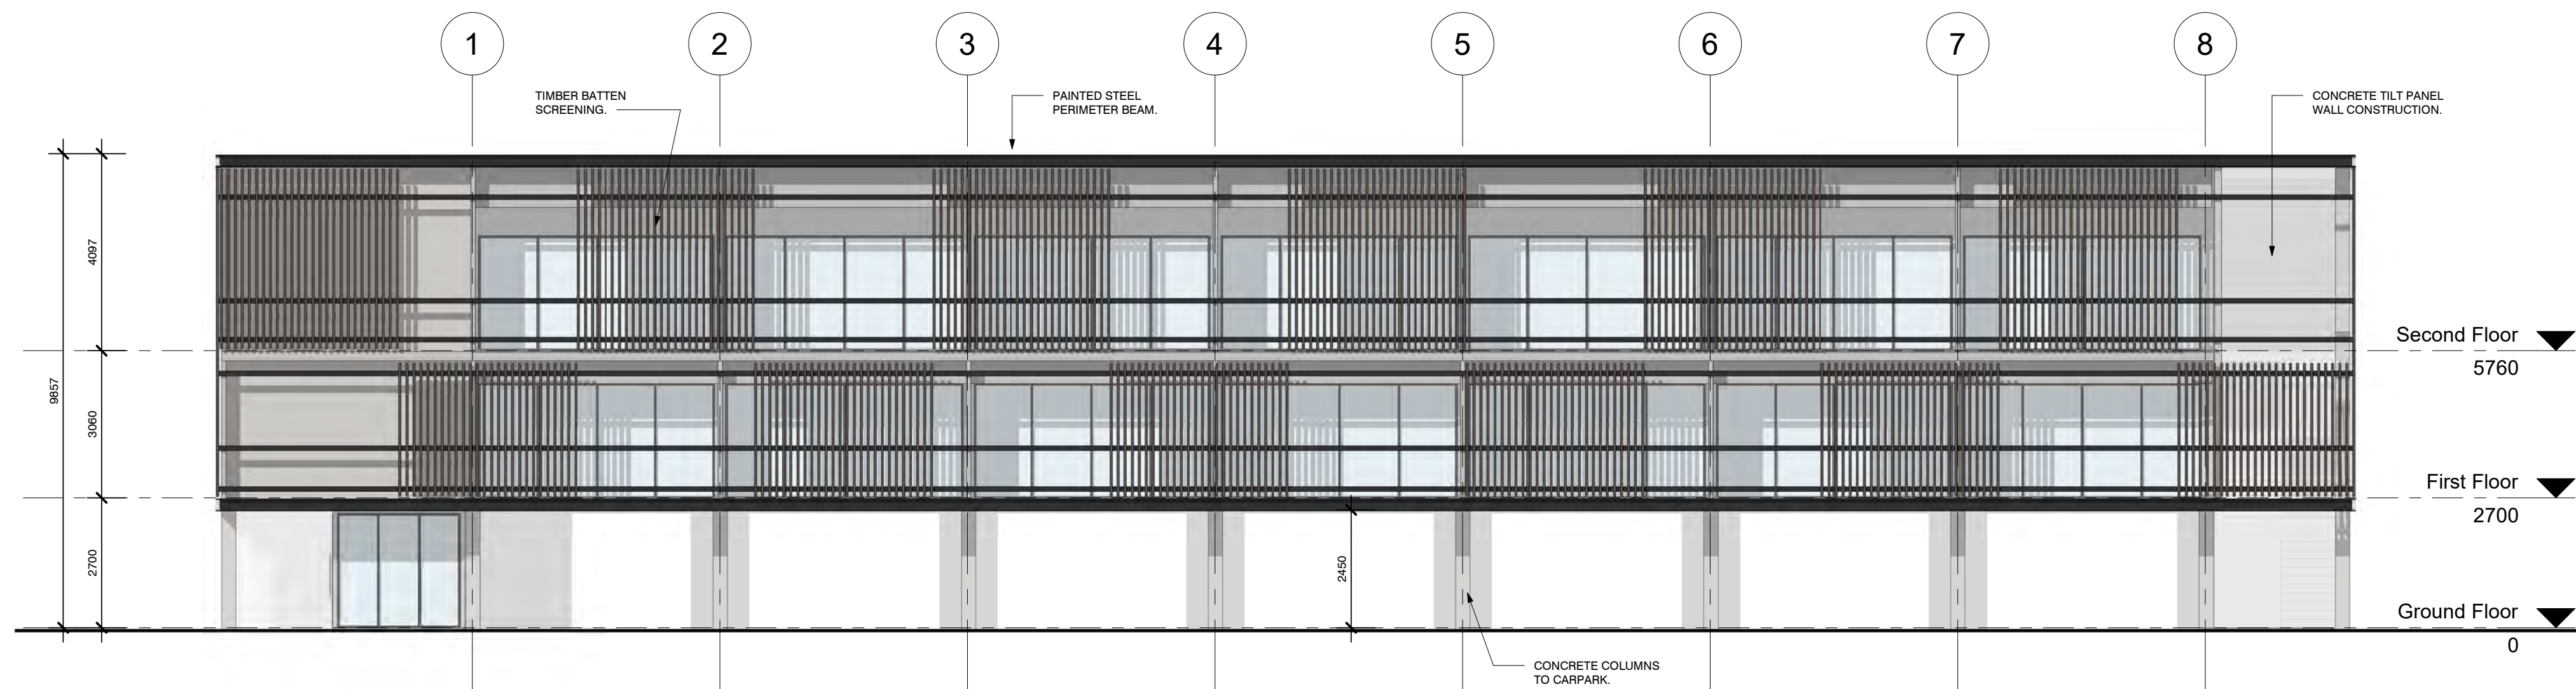 1 2 3 4 5 6 7 8
TIMBER BATTEN
SCREENING.
PAINTED STEEL
PERIMETER BEAM.
CONCRETE TILT PANEL
WALL CONSTRUCTION.
4097
9857
3060
2700
2450
Second Floor
5760
First Floor
2700
Ground Floor
0
CONCRETE COLUMNS
TO CARPARK.